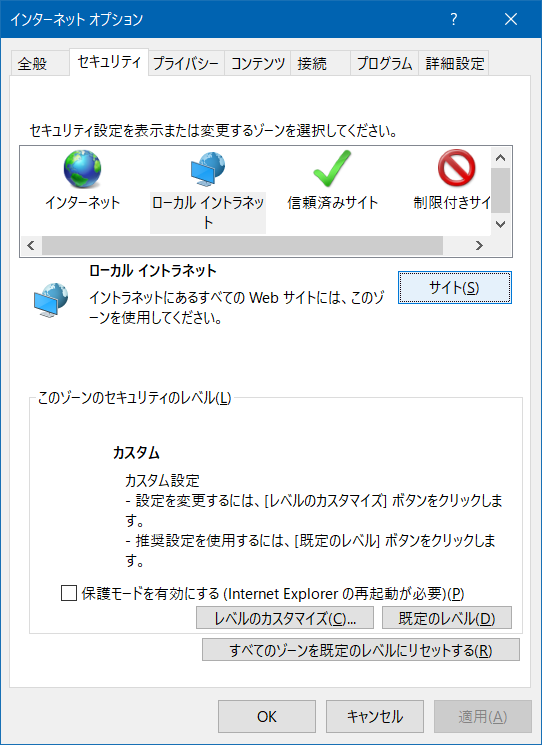 インターネット オプション
?
全般 セキュリティ プライバシー コンテンツ 接続 プログラム 詳細設定
セキュリティ設定を表示または変更するゾーンを選択してください。
インターネット ローカル イントラネッ 信頼済みサイト 制限付きサイ
ト
ローカル イントラネット
サイト(S)
イントラネットにあるすべての Web サイトには、このゾ
ーンを使用してください。
このゾーンのセキュリティのレベル(L)
カスタム
カスタム設定
- 設定を変更するには、[レベルのカスタマイズ] ボタンをクリックしま
す。
- 推奨設定を使用するには、[既定のレベル] ボタンをクリックしま
す。
保護モードを有効にする (Internet Explorer の再起動が必要)(P)
レベルのカスタマイズ(C)... 既定のレベル(D)
すべてのゾーンを既定のレベルにリセットする(R)
OK キャンセル 適用(A)